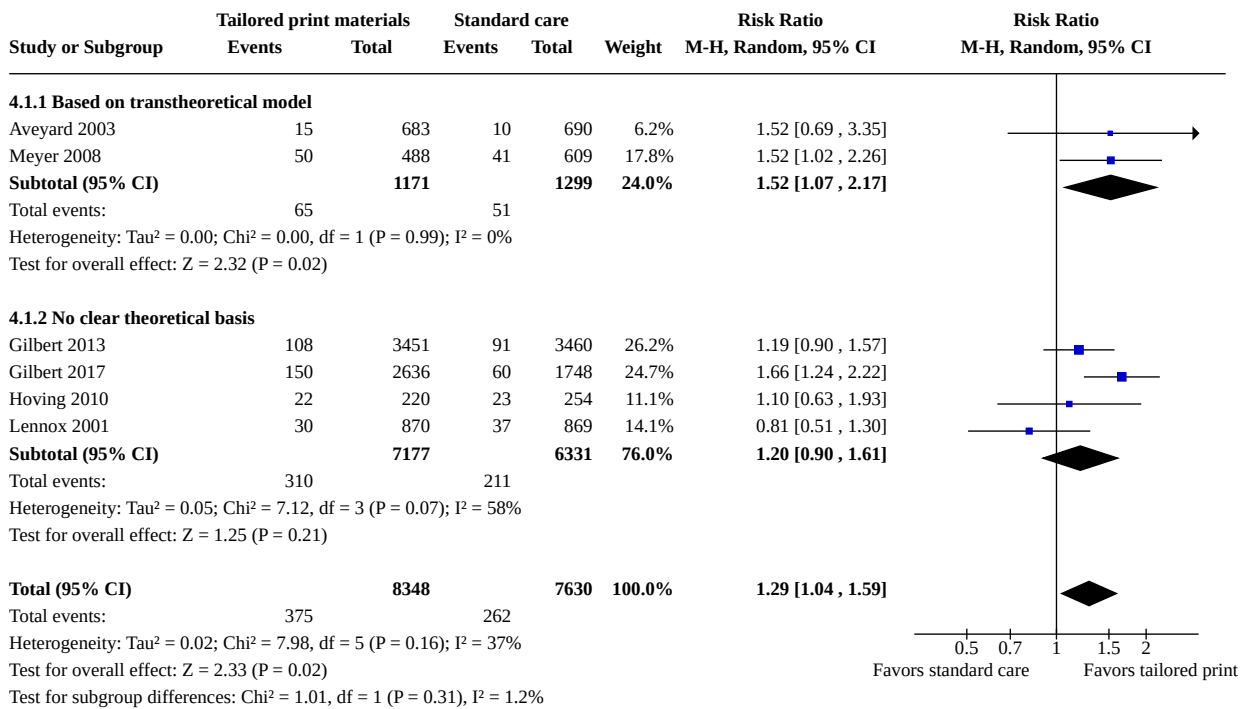 Tailored print materials Standard care Risk Ratio Risk Ratio
Study or Subgroup Events Total Events Total Weight M-H, Random, 95% CI M-H, Random, 95% CI
4.1.1 Based on transtheoretical model
Aveyard 2003 15 683 10 690 6.2% 1.52 [0.69 , 3.35]
Meyer 2008 50 488 41 609 17.8% 1.52 [1.02 , 2.26]
Subtotal (95% CI) 1171 1299 24.0% 1.52 [1.07 , 2.17]
Total events: 65 51
Heterogeneity: Tau² = 0.00; Chi² = 0.00, df = 1 (P = 0.99); I² = 0%
Test for overall effect: Z = 2.32 (P = 0.02)
4.1.2 No clear theoretical basis
Gilbert 2013 108 3451 91 3460 26.2% 1.19 [0.90 , 1.57]
Gilbert 2017 150 2636 60 1748 24.7% 1.66 [1.24 , 2.22]
Hoving 2010 22 220 23 254 11.1% 1.10 [0.63 , 1.93]
Lennox 2001 30 870 37 869 14.1% 0.81 [0.51 , 1.30]
Subtotal (95% CI) 7177 6331 76.0% 1.20 [0.90 , 1.61]
Total events: 310 211
Heterogeneity: Tau² = 0.05; Chi² = 7.12, df = 3 (P = 0.07); I² = 58%
Test for overall effect: Z = 1.25 (P = 0.21)
Total (95% CI) 8348 7630 100.0% 1.29 [1.04 , 1.59]
Total events: 375 262
Heterogeneity: Tau² = 0.02; Chi² = 7.98, df = 5 (P = 0.16); I² = 37%
0.5 0.7 1 1.5 2
Test for overall effect: Z = 2.33 (P = 0.02) Favors standard care Favors tailored print
Test for subgroup differences: Chi² = 1.01, df = 1 (P = 0.31), I² = 1.2%